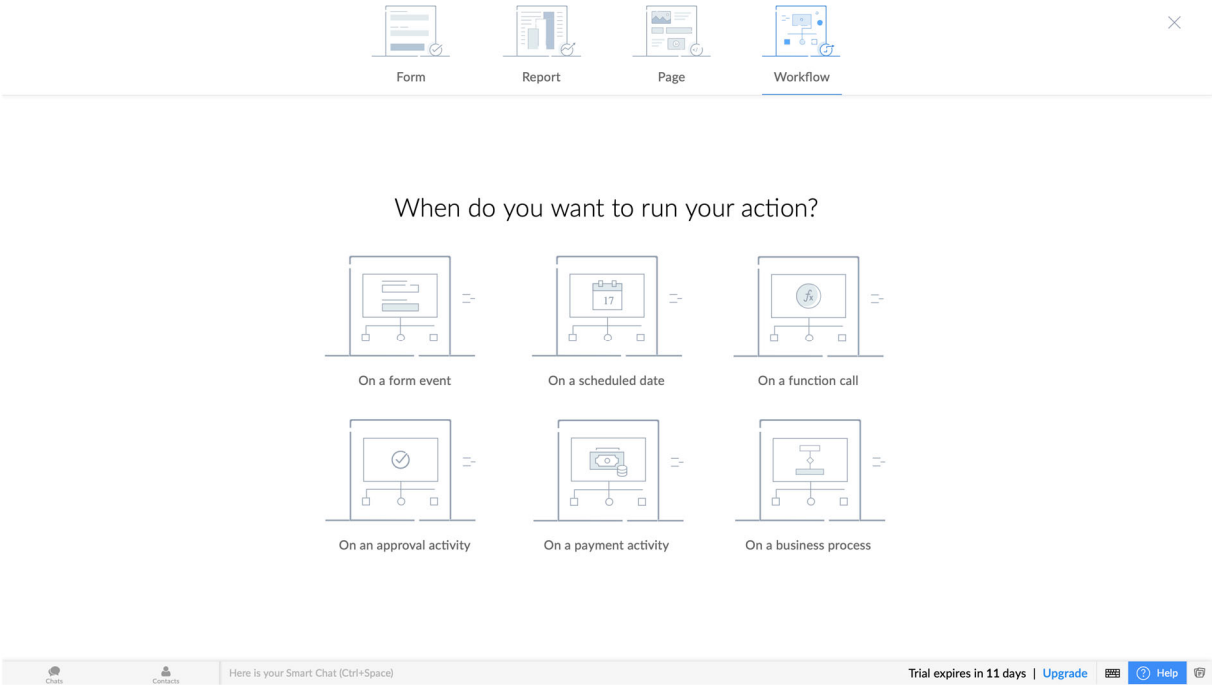 Form Report Page Workflow
When do you want to run your action?
17 fx
On a form event On a scheduled date On a function call
On an approval activity On a payment activity On a business process
Chats Contacts Here is your Smart Chat (Ctrl+Space) Trial expires in 11 days | Upgrade ? Help